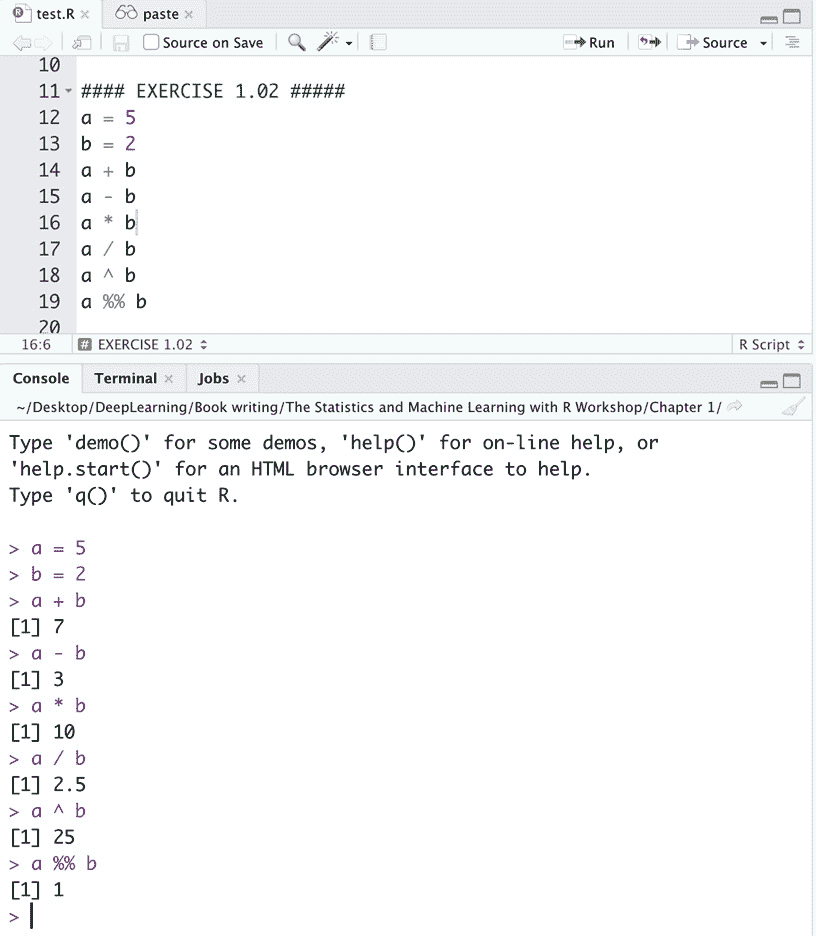 test.R paste
Source on Save Run Source
10
11 #### EXERCISE 1.02 #####
12 a = 5
13 b = 2
14 a + b
15 a - b
16 a * b
17 a / b
18 a ^ b
19 a %% b
20
16:6 # EXERCISE 1.02 R Script
Console Terminal Jobs
~/Desktop/DeepLearning/Book writing/The Statistics and Machine Learning with R Workshop/Chapter 1/
Type 'demo()' for some demos, 'help()' for on-line help, or
'help.start()' for an HTML browser interface to help.
Type 'q()' to quit R.
> a = 5
> b = 2
> a + b
[1] 7
> a - b
[1] 3
> a * b
[1] 10
> a / b
[1] 2.5
> a ^ b
[1] 25
> a %% b
[1] 1
>